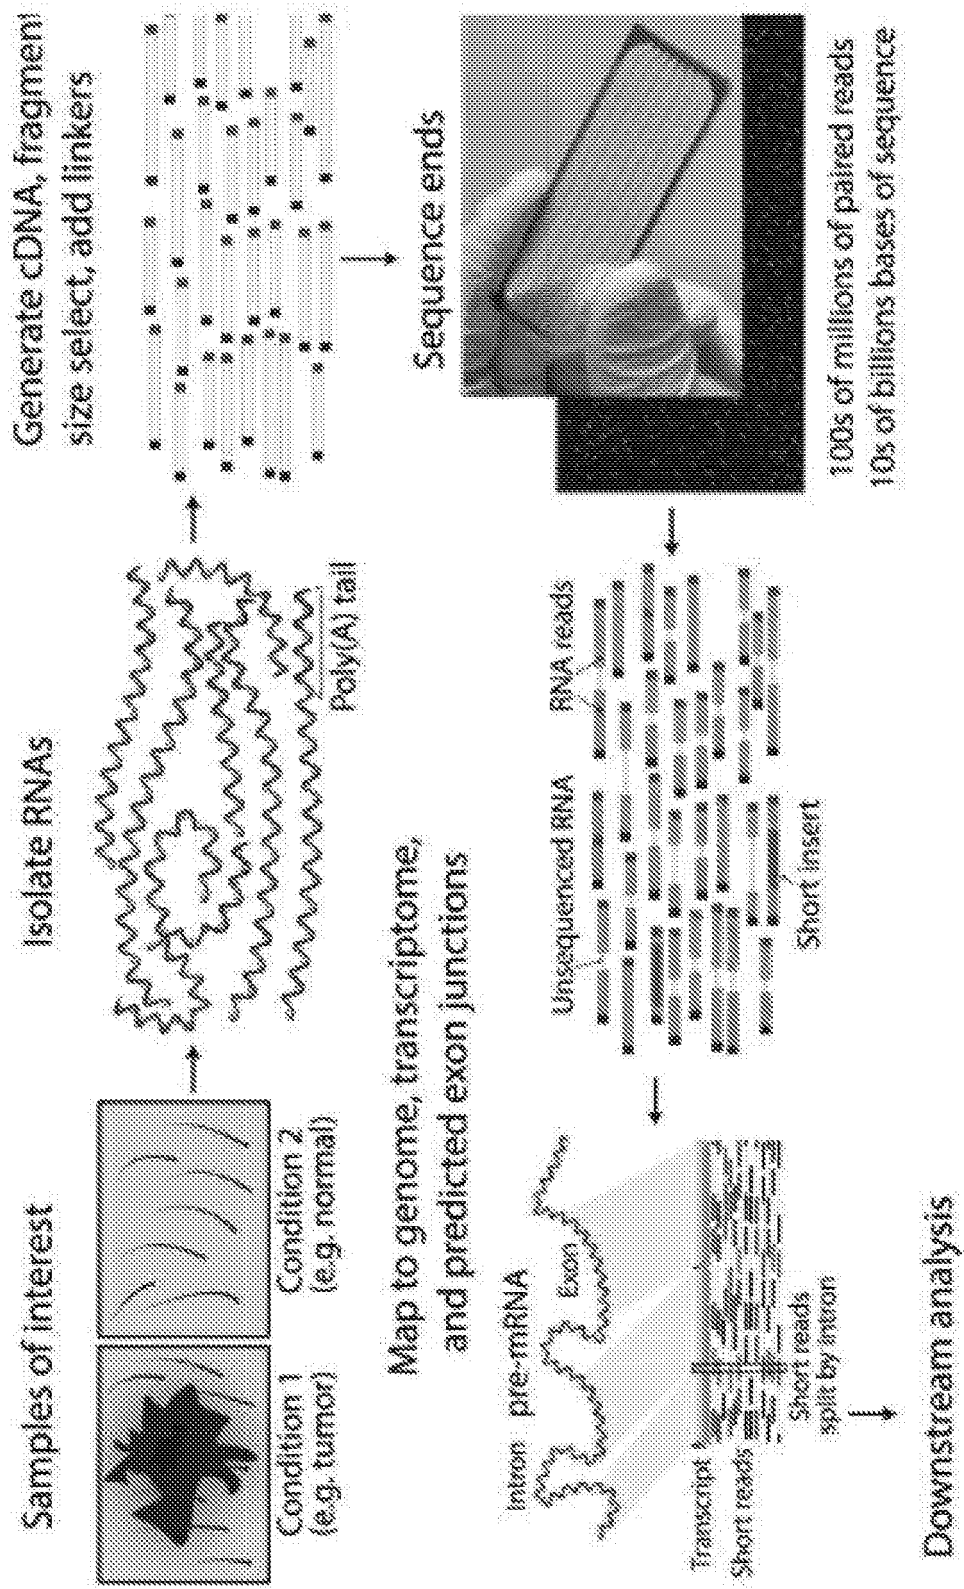 Samples of interest
Condition 1
(e.g. tumor)
Condition 2
(e.g. normal)
Isolate RNAs
Poly(A) tail
Generate cDNA, fragment
size select, add linkers
Sequence ends
100s of millions of paired reads
10s of billions bases of sequence
RNA reads
Unsequenced RNA
Short insert
Map to genome, transcriptome,
and predicted exon junctions
Intron
pre-mRNA
Exon
Transcript
Short reads
Short reads
split by intron
Downstream analysis